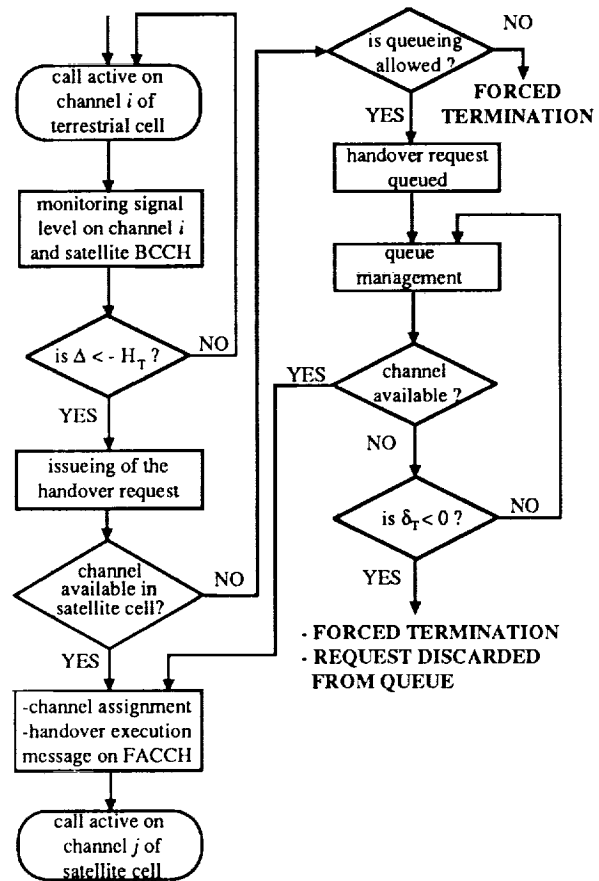 call active on
channel i of
terrestrial cell
monitoring signal
level on channel i
and satellite BCCH
is Δ < - H_T ?
NO
YES
issueing of the
handover request
channel
available in
satellite cell?
NO
YES
-channel assignment
-handover execution
message on FACCH
call active on
channel j of
satellite cell
is queueing
allowed ?
NO
FORCED
TERMINATION
YES
handover request
queued
queue
management
channel
available ?
YES
NO
is δ_T < 0 ?
NO
YES
- FORCED TERMINATION
- REQUEST DISCARDED
FROM QUEUE